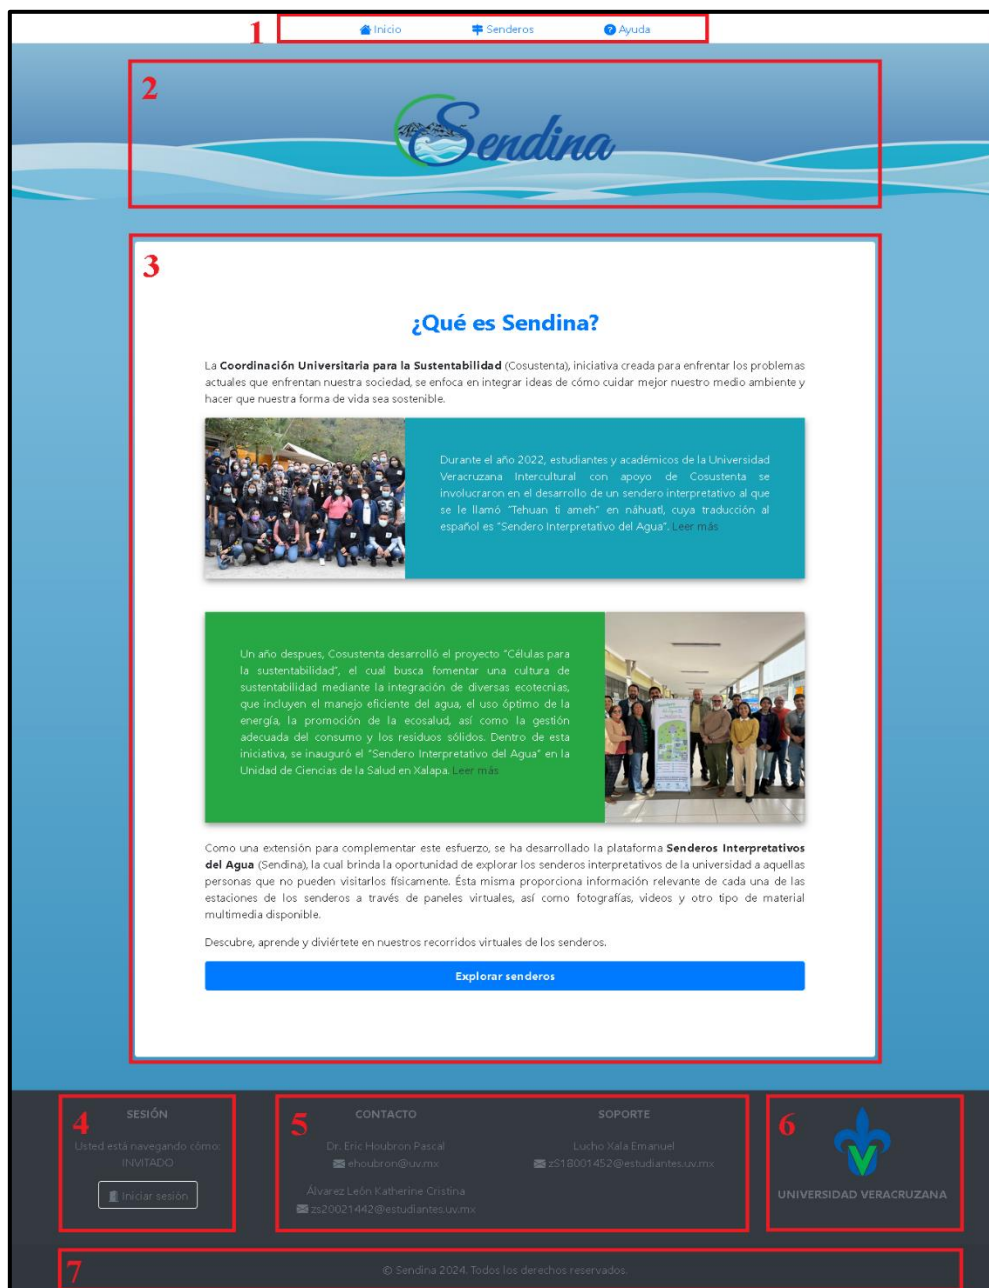 1
Inicio
Senderos
Ayuda
2
Sendina
3
¿Qué es Sendina?
La Coordinación Universitaria para la Sustentabilidad (Cosustenta), iniciativa creada para enfrentar los problemas
actuales que enfrentan nuestra sociedad, se enfoca en integrar ideas de cómo cuidar mejor nuestro medio ambiente y
hacer que nuestra forma de vida sea sostenible.
Durante el año 2022, estudiantes y académicos de la Universidad
Veracruzana Intercultural con apoyo de Cosustenta se
involucraron en el desarrollo de un sendero interpretativo al que
se le llamó "Tehuan ti ameh" en náhuatl, cuya traducción al
español es "Sendero Interpretativo del Agua". Leer más
Un año despues, Cosustenta desarrolló el proyecto "Células para
la sustentabilidad", el cual busca fomentar una cultura de
sustentabilidad mediante la integración de diversas ecotecnias,
que incluyen el manejo eficiente del agua, el uso óptimo de la
energía, la promoción de la ecosalud, así como la gestión
adecuada del consumo y los residuos sólidos. Dentro de esta
iniciativa, se inauguró el "Sendero Interpretativo del Agua" en la
Unidad de Ciencias de la Salud en Xalapa. Leer más
Como una extensión para complementar este esfuerzo, se ha desarrollado la plataforma Senderos Interpretativos
del Agua (Sendina), la cual brinda la oportunidad de explorar los senderos interpretativos de la universidad a aquellas
personas que no pueden visitarlos físicamente. Ésta misma proporciona información relevante de cada una de las
estaciones de los senderos a través de paneles virtuales, así como fotografías, videos y otro tipo de material
multimedia disponible.
Descubre, aprende y diviértete en nuestros recorridos virtuales de los senderos.
Explorar senderos
4
SESIÓN
Usted está navegando cómo:
INVITADO
Iniciar sesión
5
CONTACTO
Dr. Eric Houbron Pascal
ehoubron@uv.mx
Álvarez León Katherine Cristina
zs20021442@estudiantes.uv.mx
SOPORTE
Lucho Xala Emanuel
zS18001452@estudiantes.uv.mx
6
UNIVERSIDAD VERACRUZANA
7
© Sendina 2024. Todos los derechos reservados.